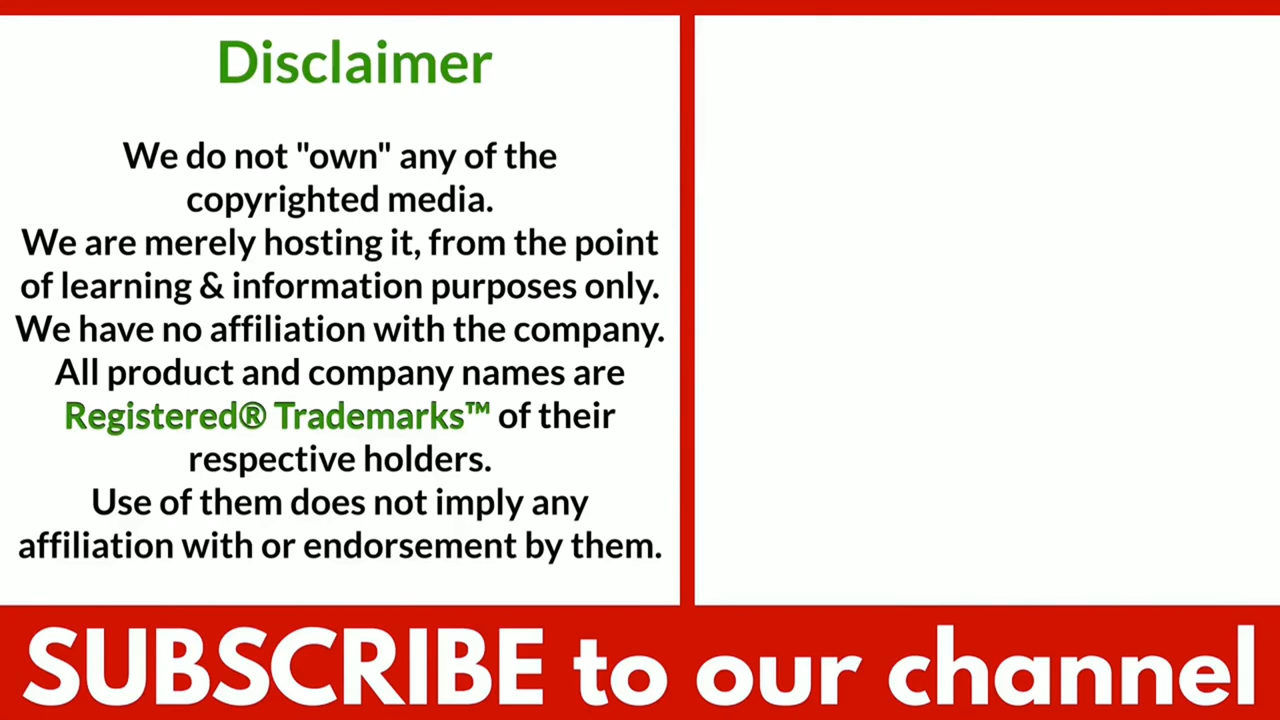 Disclaimer
We do not "own" any of the
copyrighted media.
We are merely hosting it, from the point
of learning & information purposes only.
We have no affiliation with the company.
All product and company names are
Registered® Trademarks™ of their
respective holders.
Use of them does not imply any
affiliation with or endorsement by them.
SUBSCRIBE to our channel